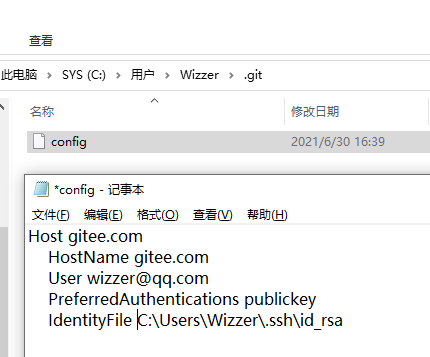 查看
此电脑 > SYS (C:) > 用户 > Wizzer > .git
名称 修改日期
config 2021/6/30 16:39
*config - 记事本
文件(F) 编辑(E) 格式(O) 查看(V) 帮助(H)
Host gitee.com
HostName gitee.com
User wizzer@qq.com
PreferredAuthentications publickey
IdentityFile C:\Users\Wizzer\.ssh\id_rsa